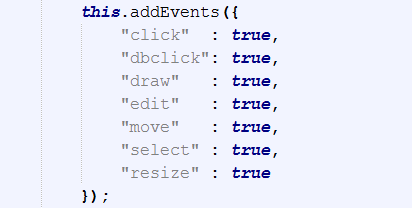 this.addEvents({
"click"  : true,
"dbclick": true,
"draw"   : true,
"edit"   : true,
"move"   : true,
"select" : true,
"resize" : true
});